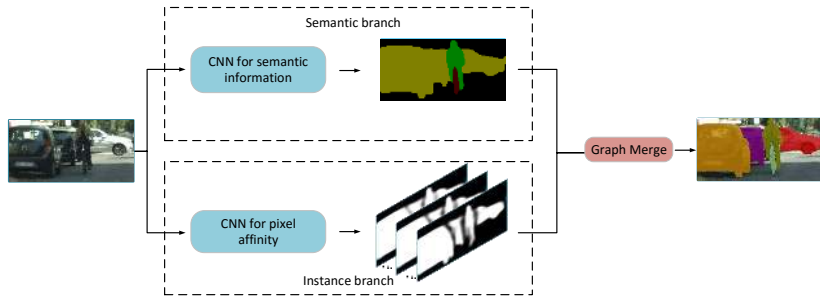 Semantic branch
CNN for semantic
information
Graph Merge
CNN for pixel
affinity
...
...
Instance branch